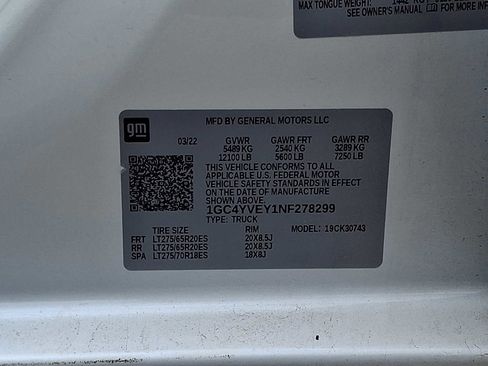 MAX TONGUE WEIGHT: 1442
SEE OWNER'S MANUAL FOR MORE
gm
MFD BY GENERAL MOTORS LLC
03/22 GVWR GAWR FRT GAWR RR
5489 KG 2540 KG 3289 KG
12100 LB 5600 LB 7250 LB
THIS VEHICLE CONFORMS TO ALL
APPLICABLE U.S. FEDERAL MOTOR
VEHICLE SAFETY STANDARDS IN EFFECT
ON THE DATE OF MANUFACTURE
SHOWN ABOVE.
1GC4YVEY1NF278299
TYPE: TRUCK
MODEL: 19CK30743
TIRE SIZE RIM
FRT LT275/65R20ES 20X8.5J
RR LT275/65R20ES 20X8.5J
SPA LT275/70R18ES 18X8J